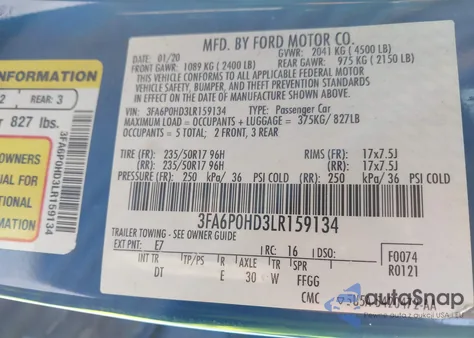 INFORMATION
2 REAR: 3
827 lbs.
OWNERS
AL FOR
TIONAL
3FA6P0HD3LR159134
MFD. BY FORD MOTOR CO.
01/20 GVWR: 2041 KG ( 4500 LB)
FRONT GAWR: 1089 KG ( 2400 LB) REAR GAWR: 975 KG ( 2150 LB)
THIS VEHICLE CONFORMS TO ALL APPLICABLE FEDERAL MOTOR
VEHICLE SAFETY, BUMPER, AND THEFT PREVENTION STANDARDS
IN EFFECT ON THE DATE OF MANUFACTURE SHOWN ABOVE.
VIN: 3FA6P0HD3LR159134 TYPE: Passenger Car
MAXIMUM LOAD = OCCUPANTS + LUGGAGE = 375KG/ 827LB
OCCUPANTS = 5 TOTAL; 2 FRONT, 3 REAR
TIRE (FR): 235/50R17 96H RIMS (FR): 17x7.5J
(RR): 235/50R17 96H (RR): 17x7.5J
PRESSURE (FR): 250 kPa/ 36 PSI COLD (RR): 250 kPa/ 36 PSI COLD
3FA6P0HD3LR159134
TRAILER TOWING - SEE OWNER GUIDE
EXT PNT: E7 RC: 16 DSO: F0074
INT TR TP/PS R AXLE TR SPR R0121
DT E 30 W FFGG
CMC
autoSnap